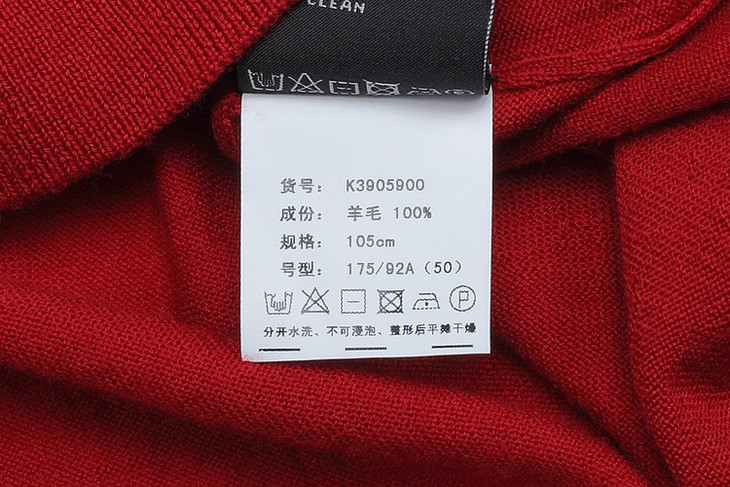 CLEAN
货号： K3905900
成份： 羊毛 100%
规格： 105cm
号型： 175/92A（50）
P
分开水洗、不可浸泡、整形后平摊干燥